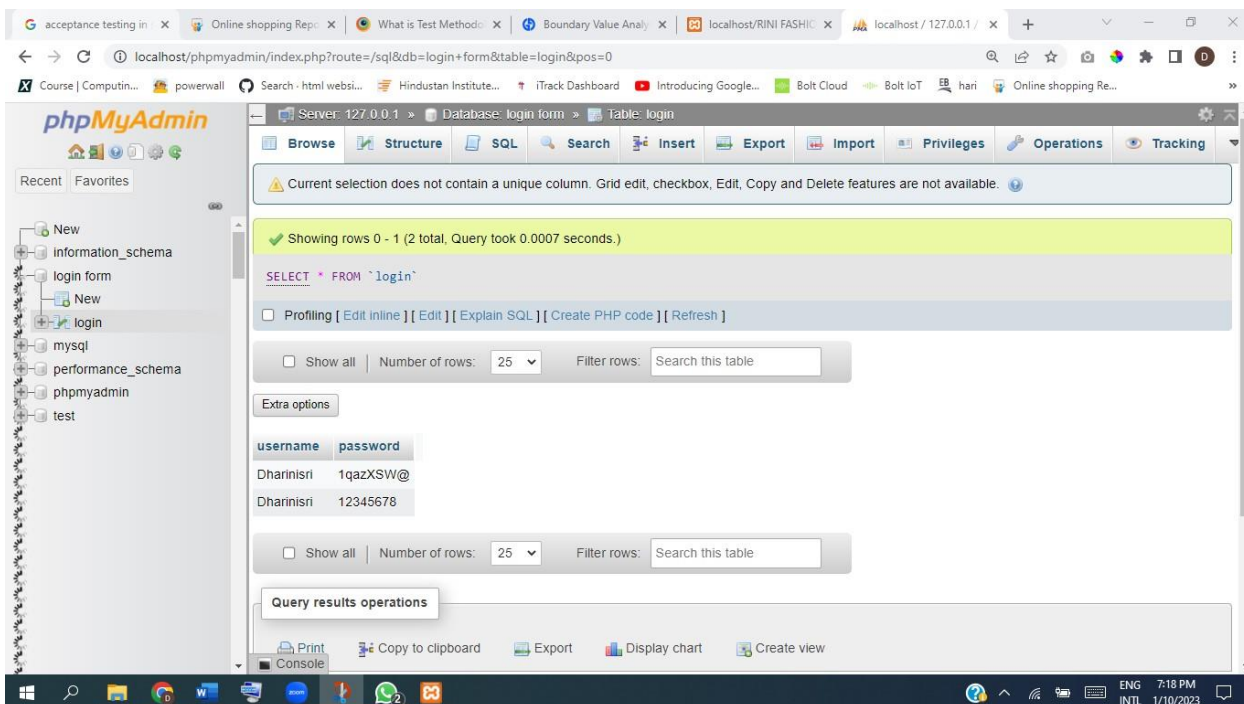 acceptance testing in
Online shopping Repo
What is Test Methodo
Boundary Value Analy
localhost/RINI FASHIC
localhost / 127.0.0.1 /
localhost/phpmyadmin/index.php?route=/sql&db=login+form&table=login&pos=0
Course | Computin... powerwall Search - html websi... Hindustan Institute... iTrack Dashboard Introducing Google... Bolt Cloud Bolt IoT hari Online shopping Re... »
phpMyAdmin
Recent Favorites
New
information_schema
login form
New
login
mysql
performance_schema
phpmyadmin
test
Server: 127.0.0.1 » Database: login form » Table: login
Browse Structure SQL Search Insert Export Import Privileges Operations Tracking
Current selection does not contain a unique column. Grid edit, checkbox, Edit, Copy and Delete features are not available.
Showing rows 0 - 1 (2 total, Query took 0.0007 seconds.)
SELECT * FROM `login`
Profiling [ Edit inline ] [ Edit ] [ Explain SQL ] [ Create PHP code ] [ Refresh ]
Show all | Number of rows: 25 Filter rows: Search this table
Extra options
username password
Dharinisri 1qazXSW@
Dharinisri 12345678
Show all | Number of rows: 25 Filter rows: Search this table
Query results operations
Print Copy to clipboard Export Display chart Create view
Console
ENG 7:18 PM
INTL 1/10/2023